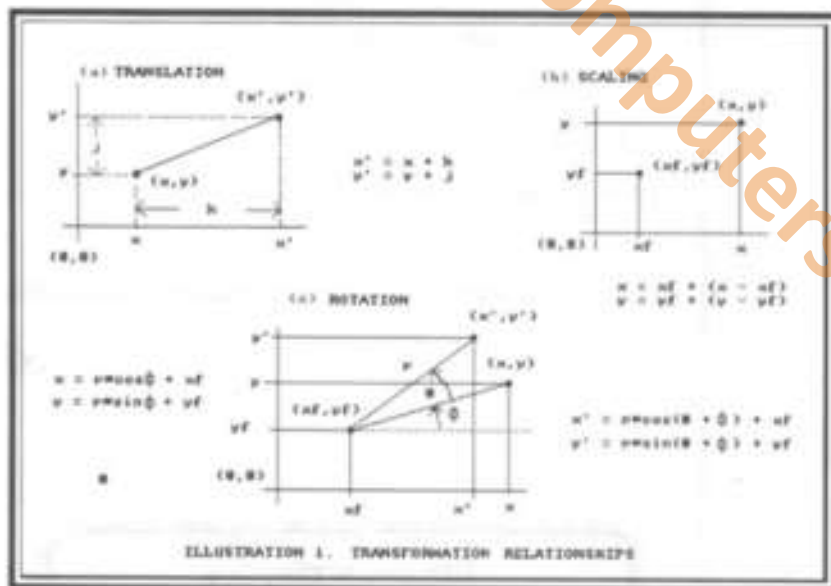 (a) TRANSLATION
(x',y')
y'
j
y
(x,y)
h
x
x'
(0,0)
x' = x + h
y' = y + j
(b) SCALING
(x,y)
y
(xf,yf)
yf
(0,0)
xf
x
x = xf + (x - xf)
y = yf + (y - yf)
(c) ROTATION
(x',y')
y'
(x,y)
r
y
(xf,yf)
yf
(0,0)
xf
x'
x
x = r*cos + xf
y = r*sin + yf
x' = r*cos( + ) + xf
y' = r*sin( + ) + yf
ILLUSTRATION 1. TRANSFORMATION RELATIONSHIPS
omputers